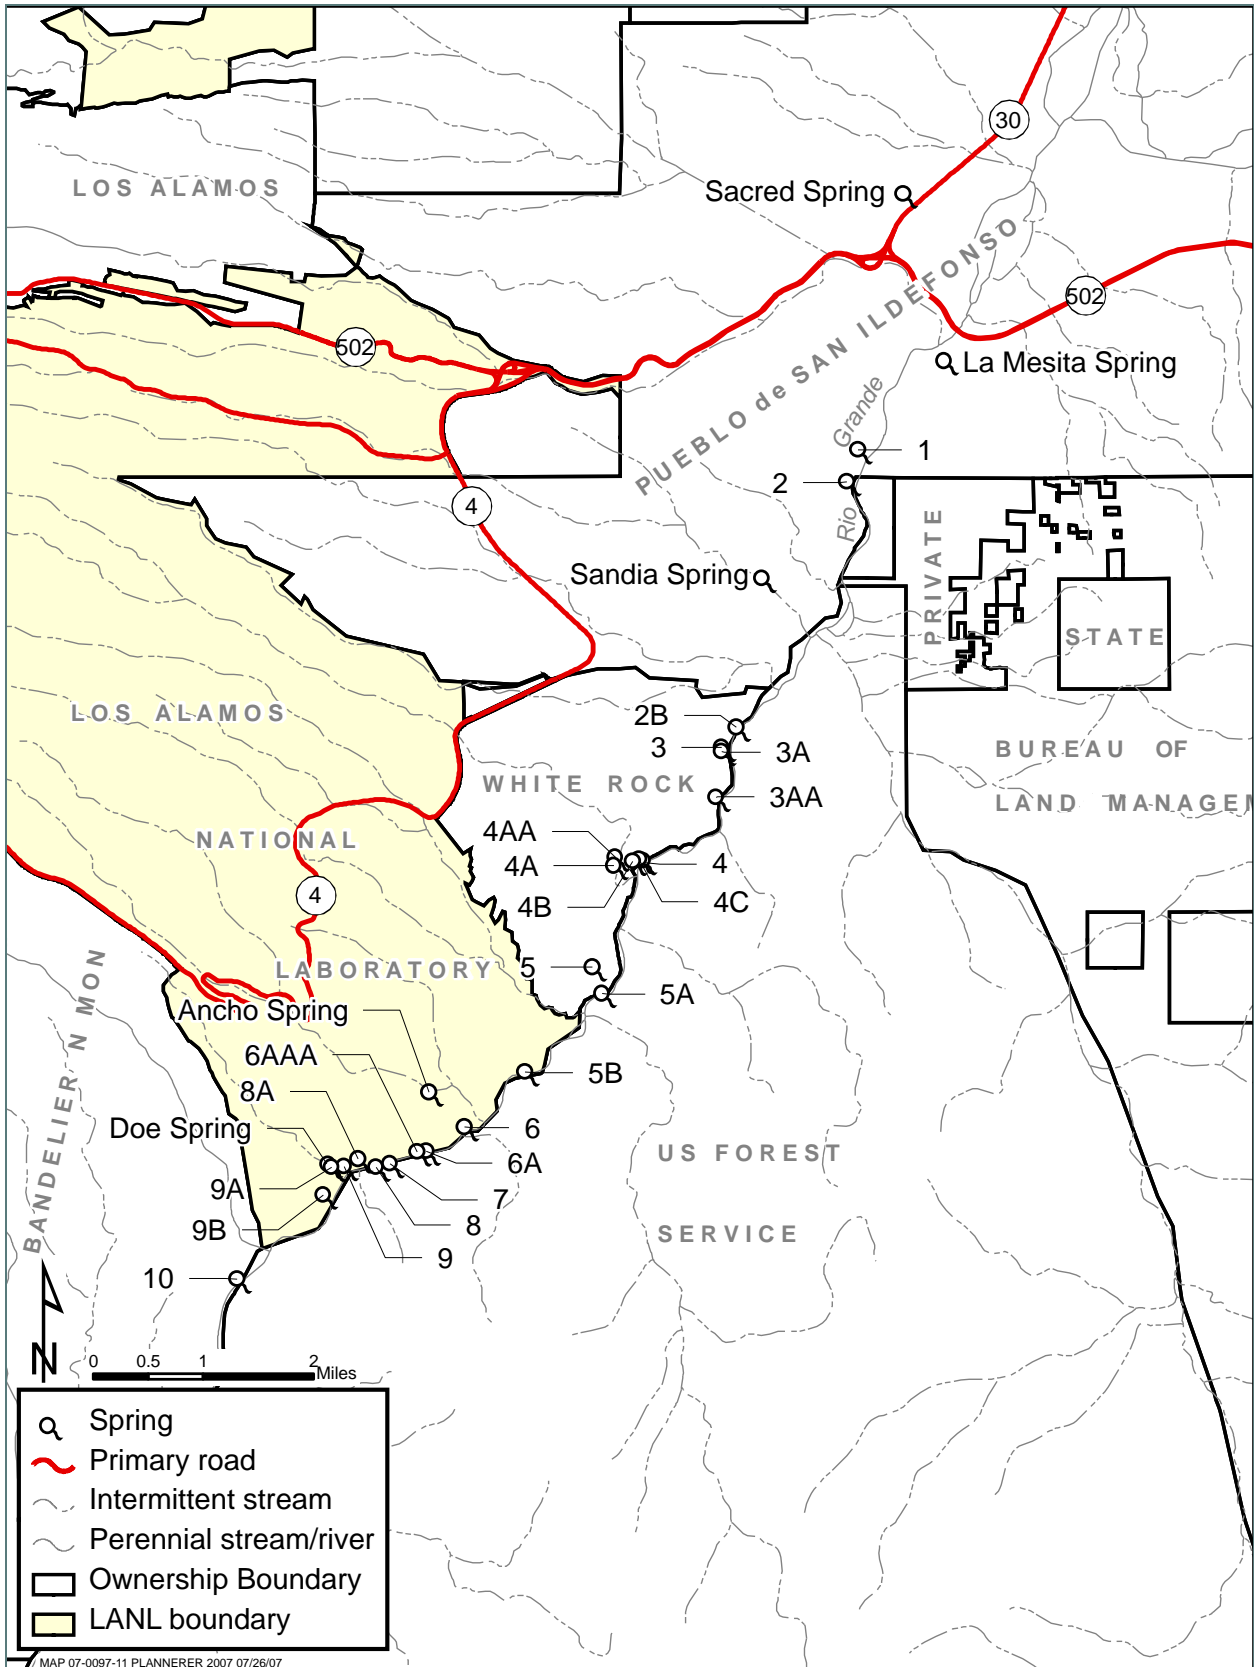 30
LOS ALAMOS
Sacred Spring
PUEBLO de SAN ILDEFONSO
502
502
La Mesita Spring
Rio Grande
1
2
4
PRIVATE
Sandia Spring
STATE
LOS ALAMOS
2B
3
3A
BUREAU OF
WHITE ROCK
3AA
LAND MANAGEM
4AA
NATIONAL
4A
4
4
4B
4C
BANDELIER N MON
5
LABORATORY
5A
Ancho Spring
6AAA
5B
8A
Doe Spring
6
US FOREST
6A
9A
7
9B
8
SERVICE
9
10
N
0 0.5 1 2
Miles
Spring
Primary road
Intermittent stream
Perennial stream/river
Ownership Boundary
LANL boundary
MAP 07-0097-11 PLANNERER 2007 07/26/07